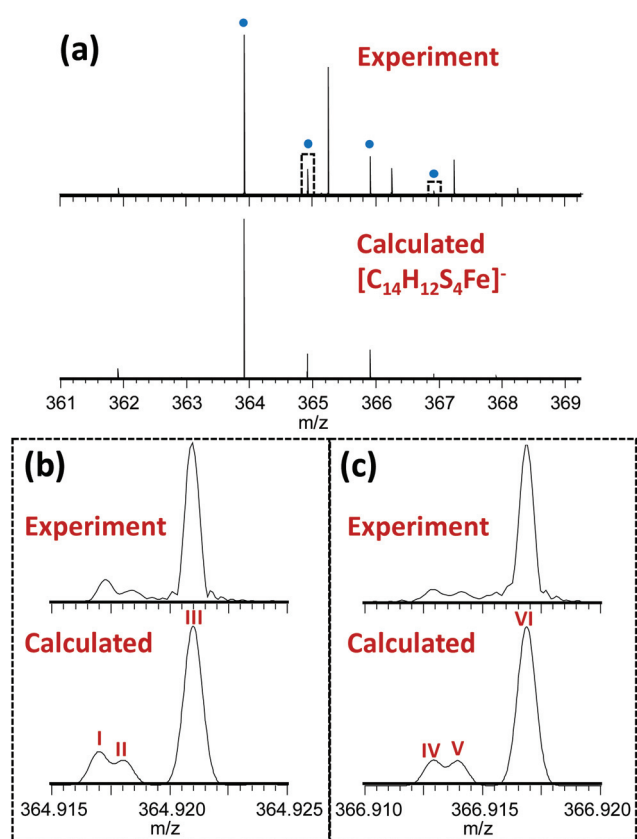 (a)
Experiment
Calculated
[C₁₄H₁₂S₄Fe]⁻
361 362 363 364 365 366 367 368 369
m/z
(b)
Experiment
III
Calculated
I
II
364.915 364.920 364.925
m/z
(c)
Experiment
VI
Calculated
IV
V
366.910 366.915 366.920
m/z